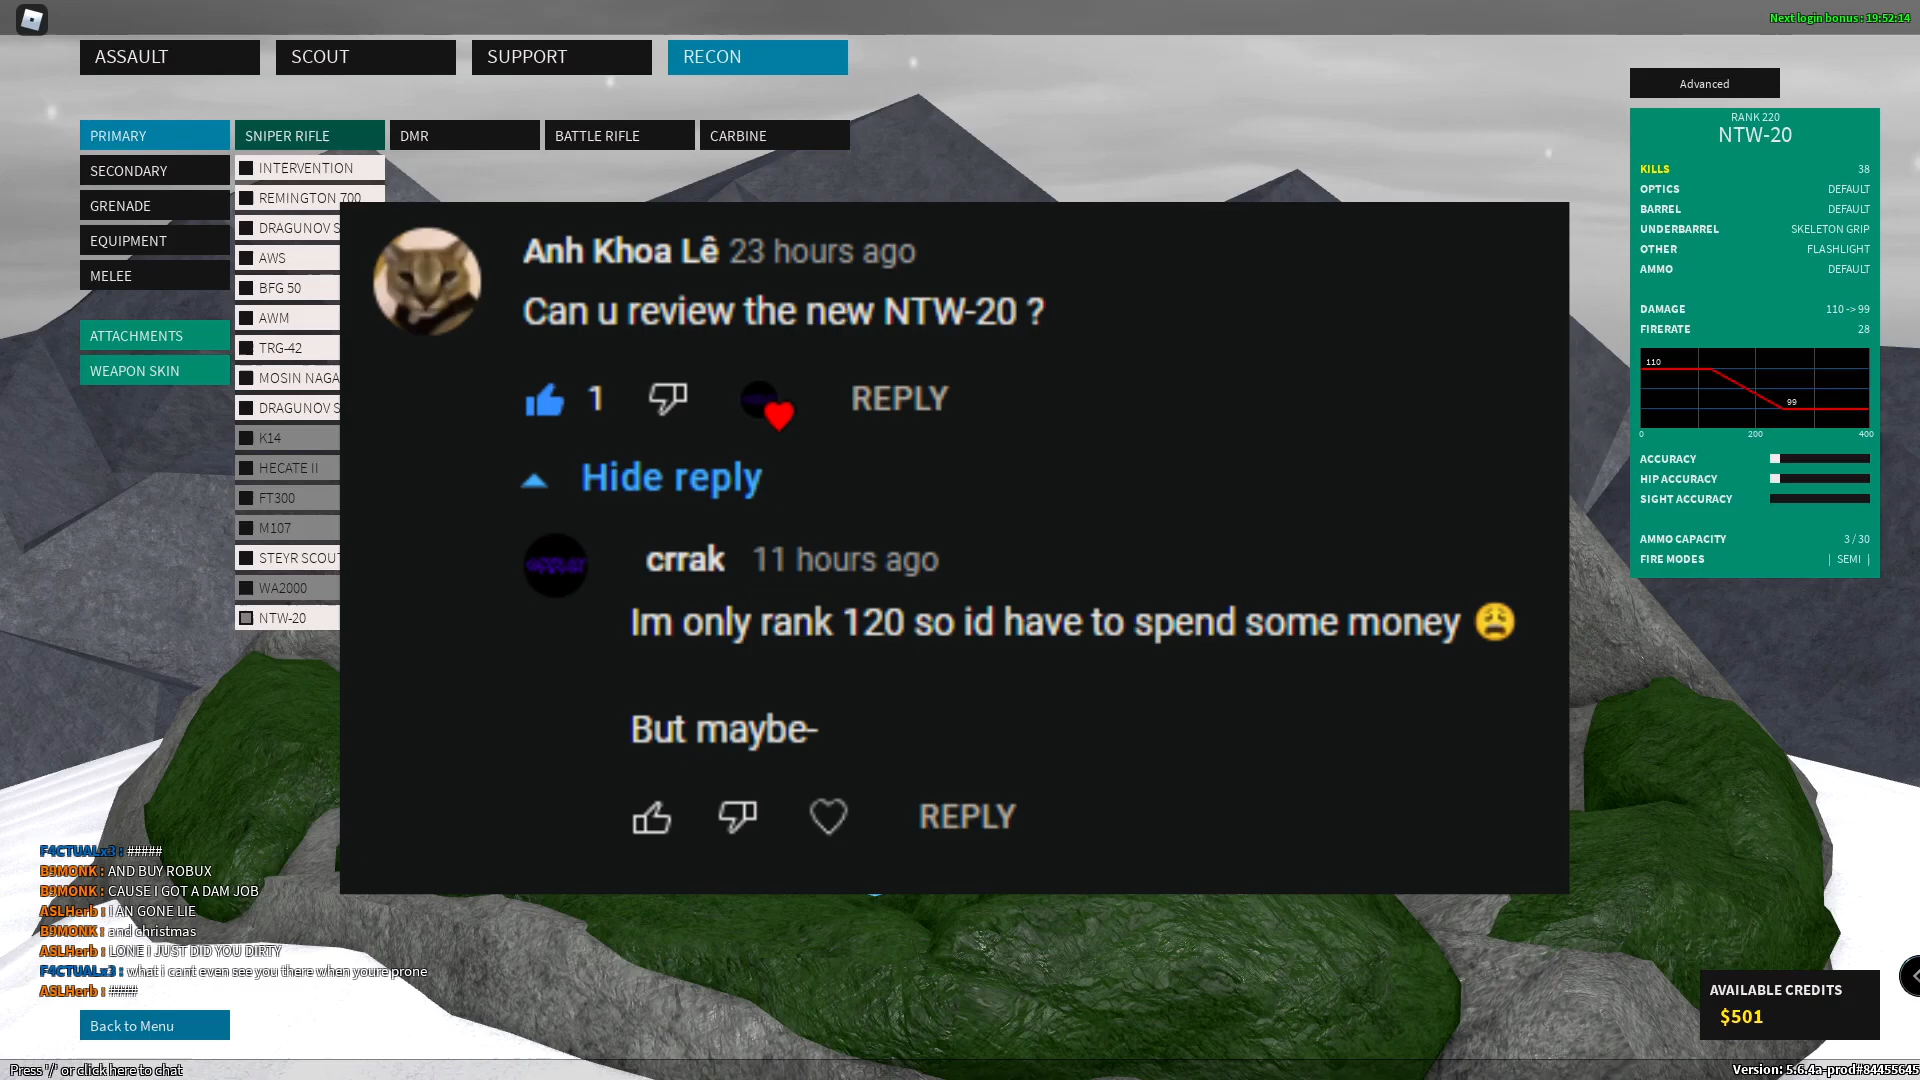 Next login bonus : 19:52:14
ASSAULT
SCOUT
SUPPORT
RECON
Advanced
PRIMARY
SECONDARY
GRENADE
EQUIPMENT
MELEE
ATTACHMENTS
WEAPON SKIN
SNIPER RIFLE
DMR
BATTLE RIFLE
CARBINE
INTERVENTION
REMINGTON 700
DRAGUNOV S
AWS
BFG 50
AWM
TRG-42
MOSIN NAGA
DRAGUNOV S
K14
HECATE II
FT300
M107
STEYR SCOUT
WA2000
NTW-20
Anh Khoa Lê 23 hours ago
Can u review the new NTW-20 ?
1
REPLY
Hide reply
crrak 11 hours ago
Im only rank 120 so id have to spend some money 😩
But maybe-
REPLY
RANK 220
NTW-20
KILLS 38
OPTICS DEFAULT
BARREL DEFAULT
UNDERBARREL SKELETON GRIP
OTHER FLASHLIGHT
AMMO DEFAULT
DAMAGE 110 -> 99
FIRERATE 28
110
99
0 200 400
ACCURACY
HIP ACCURACY
SIGHT ACCURACY
AMMO CAPACITY 3 / 30
FIRE MODES | SEMI |
F4CTUALx3 : #####
B9MONK : AND BUY ROBUX
B9MONK : CAUSE I GOT A DAM JOB
ASLHerb : I AN GONE LIE
B9MONK : and christmas
ASLHerb : LONE I JUST DID YOU DIRTY
F4CTUALx3 : what i cant even see you there when youre prone
ASLHerb : ####
Back to Menu
AVAILABLE CREDITS
$501
Press '/' or click here to chat
Version: 5.6.4a-prod#84455645